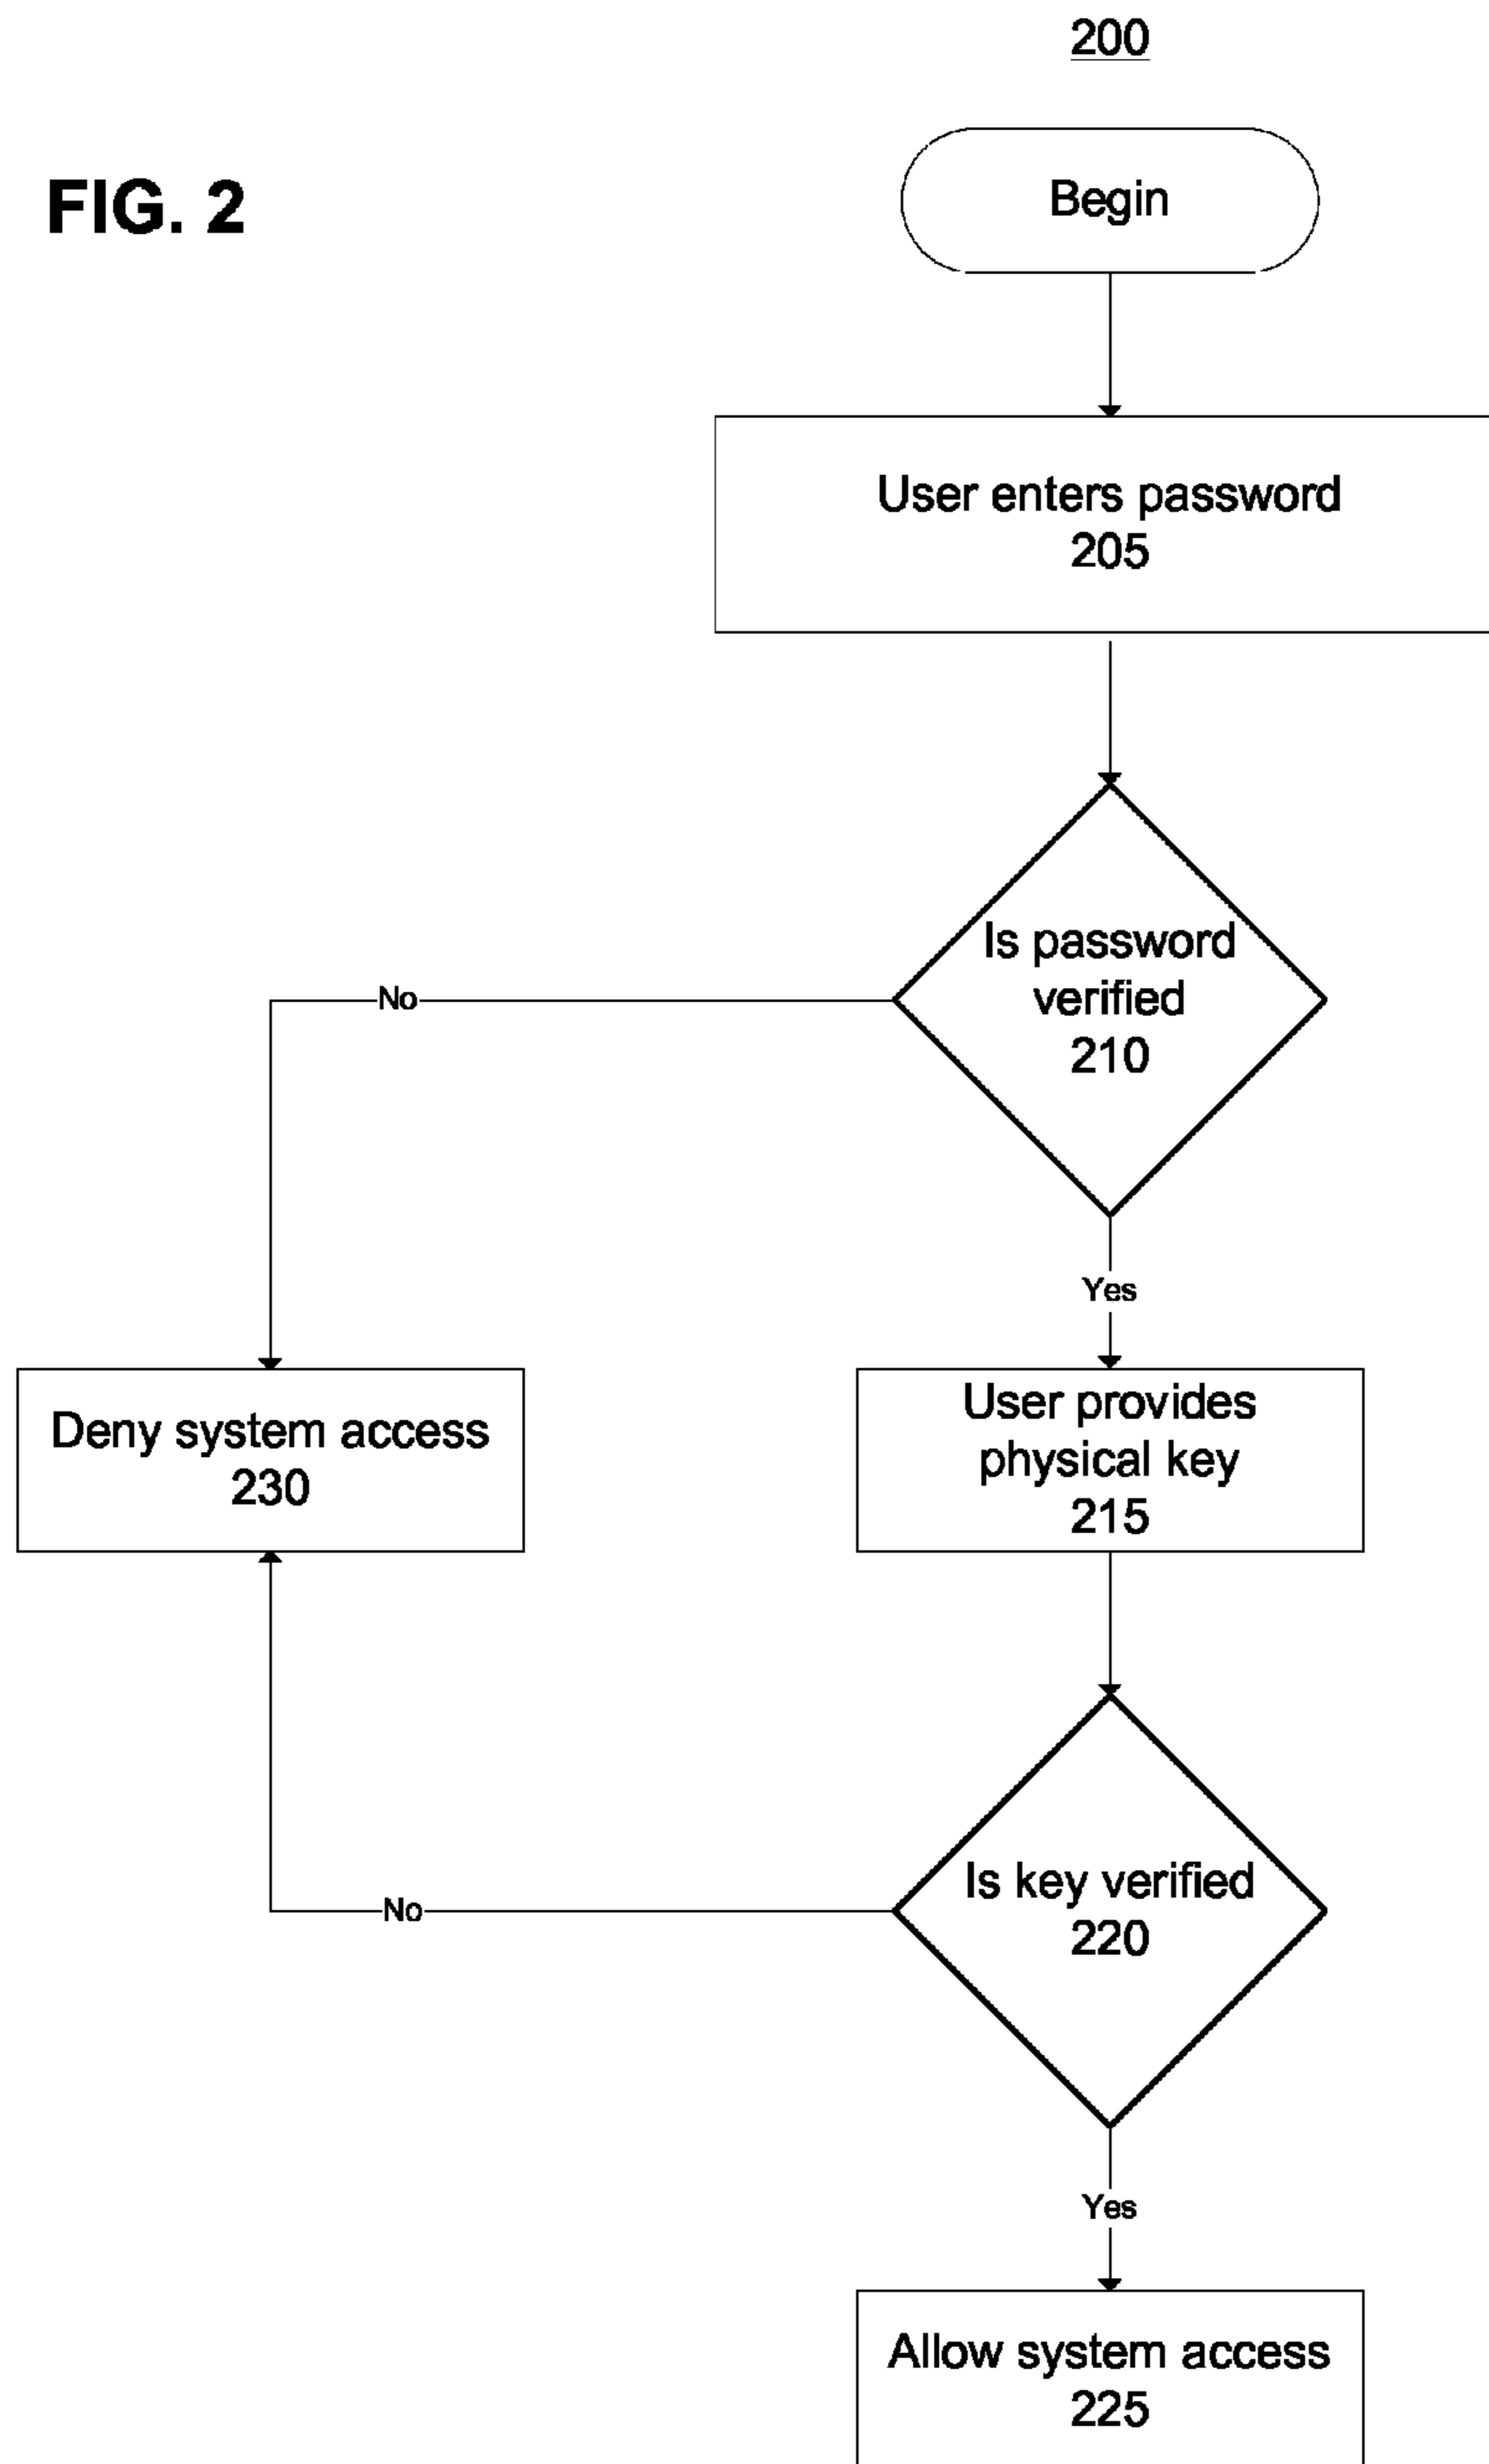 200
FIG. 2
Begin
User enters password
205
Is password
verified
210
No
Yes
Deny system access
230
User provides
physical key
215
Is key verified
220
No
Yes
Allow system access
225